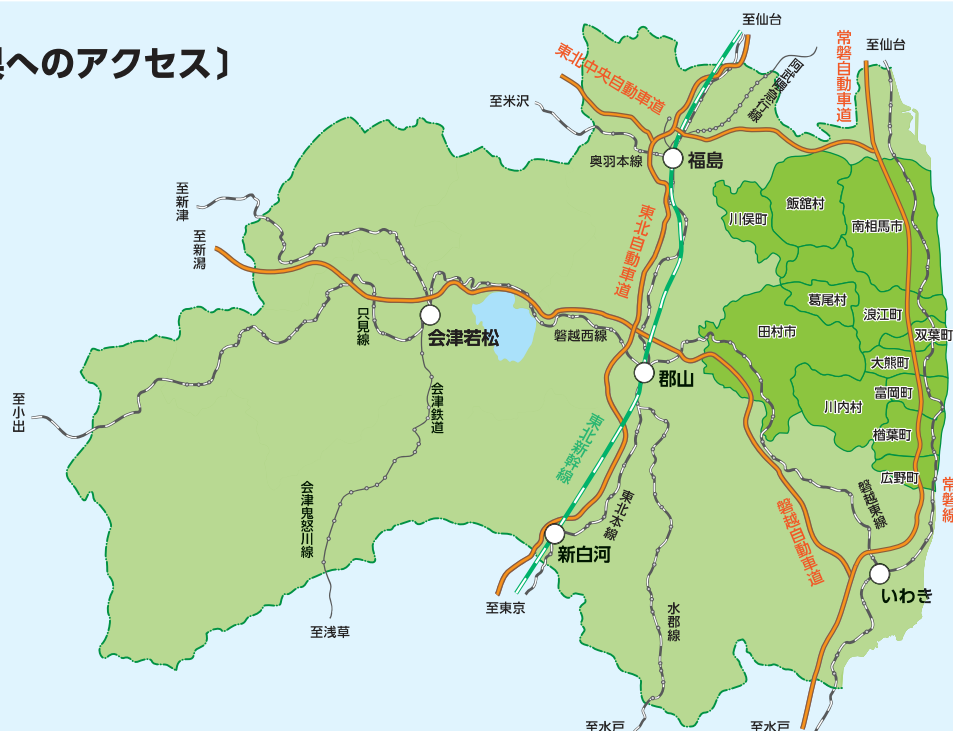 へのアクセス〕
至仙台
至仙台
常磐自動車道
東北中央自動車道
阿武隈急行線
至米沢
奥羽本線
福島
飯舘村
川俣町
南相馬市
至新津
至新潟
東北自動車道
葛尾村
浪江町
只見線
会津若松
磐越西線
田村市
双葉町
大熊町
郡山
富岡町
川内村
至小出
会津鉄道
東北新幹線
楢葉町
広野町
会津鬼怒川線
東北本線
磐越自動車道
磐越東線
常磐線
新白河
いわき
至東京
至浅草
水郡線
至水戸
至水戸